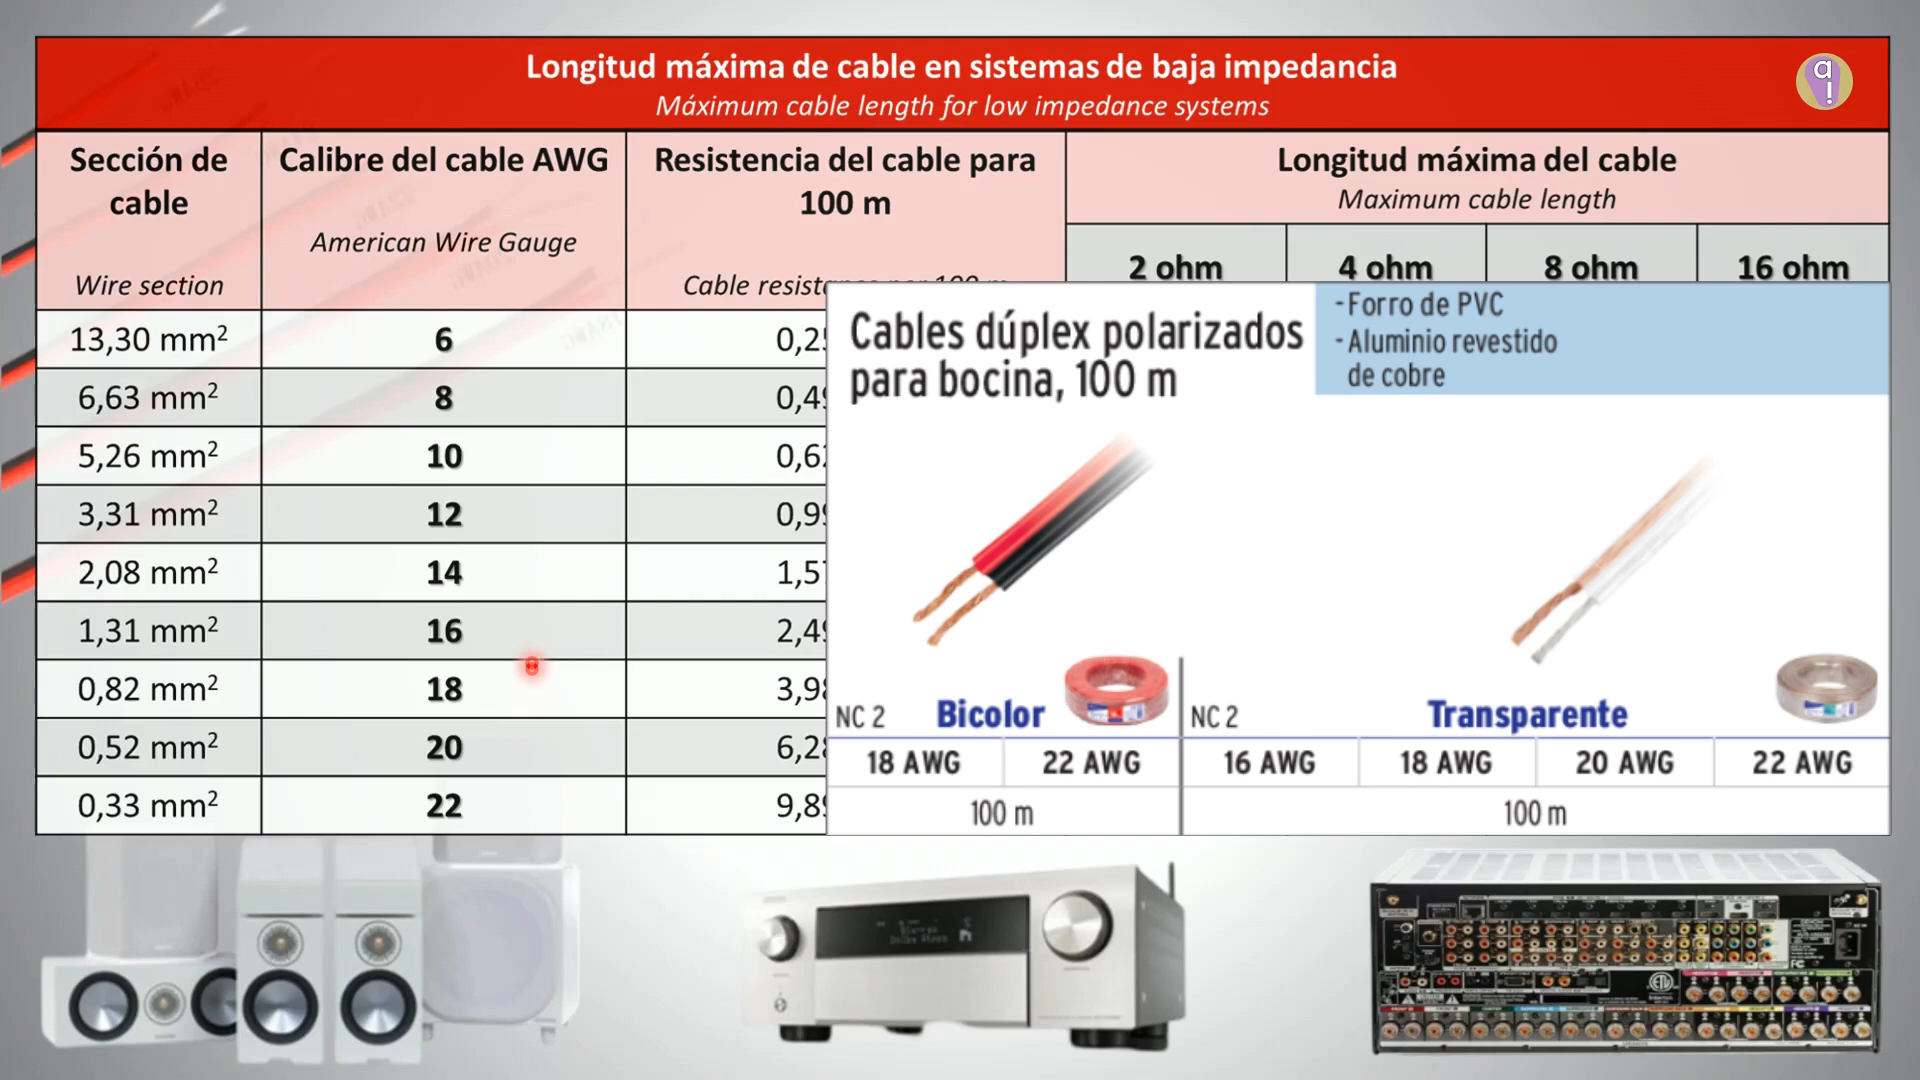 Longitud máxima de cable en sistemas de baja impedancia
Máximum cable length for low impedance systems
a!
Sección de cable
Wire section
Calibre del cable AWG
American Wire Gauge
Resistencia del cable para 100 m
Longitud máxima del cable
Maximum cable length
2 ohm 4 ohm 8 ohm 16 ohm
Cable
13,30 mm² 6
6,63 mm² 8
5,26 mm² 10
3,31 mm² 12
2,08 mm² 14
1,31 mm² 16
0,82 mm² 18
0,52 mm² 20
0,33 mm² 22
Cables dúplex polarizados
para bocina, 100 m
-Forro de PVC
-Aluminio revestido
de cobre
NC 2 Bicolor
18 AWG 22 AWG
100 m
NC 2 Transparente
16 AWG 18 AWG 20 AWG 22 AWG
100 m